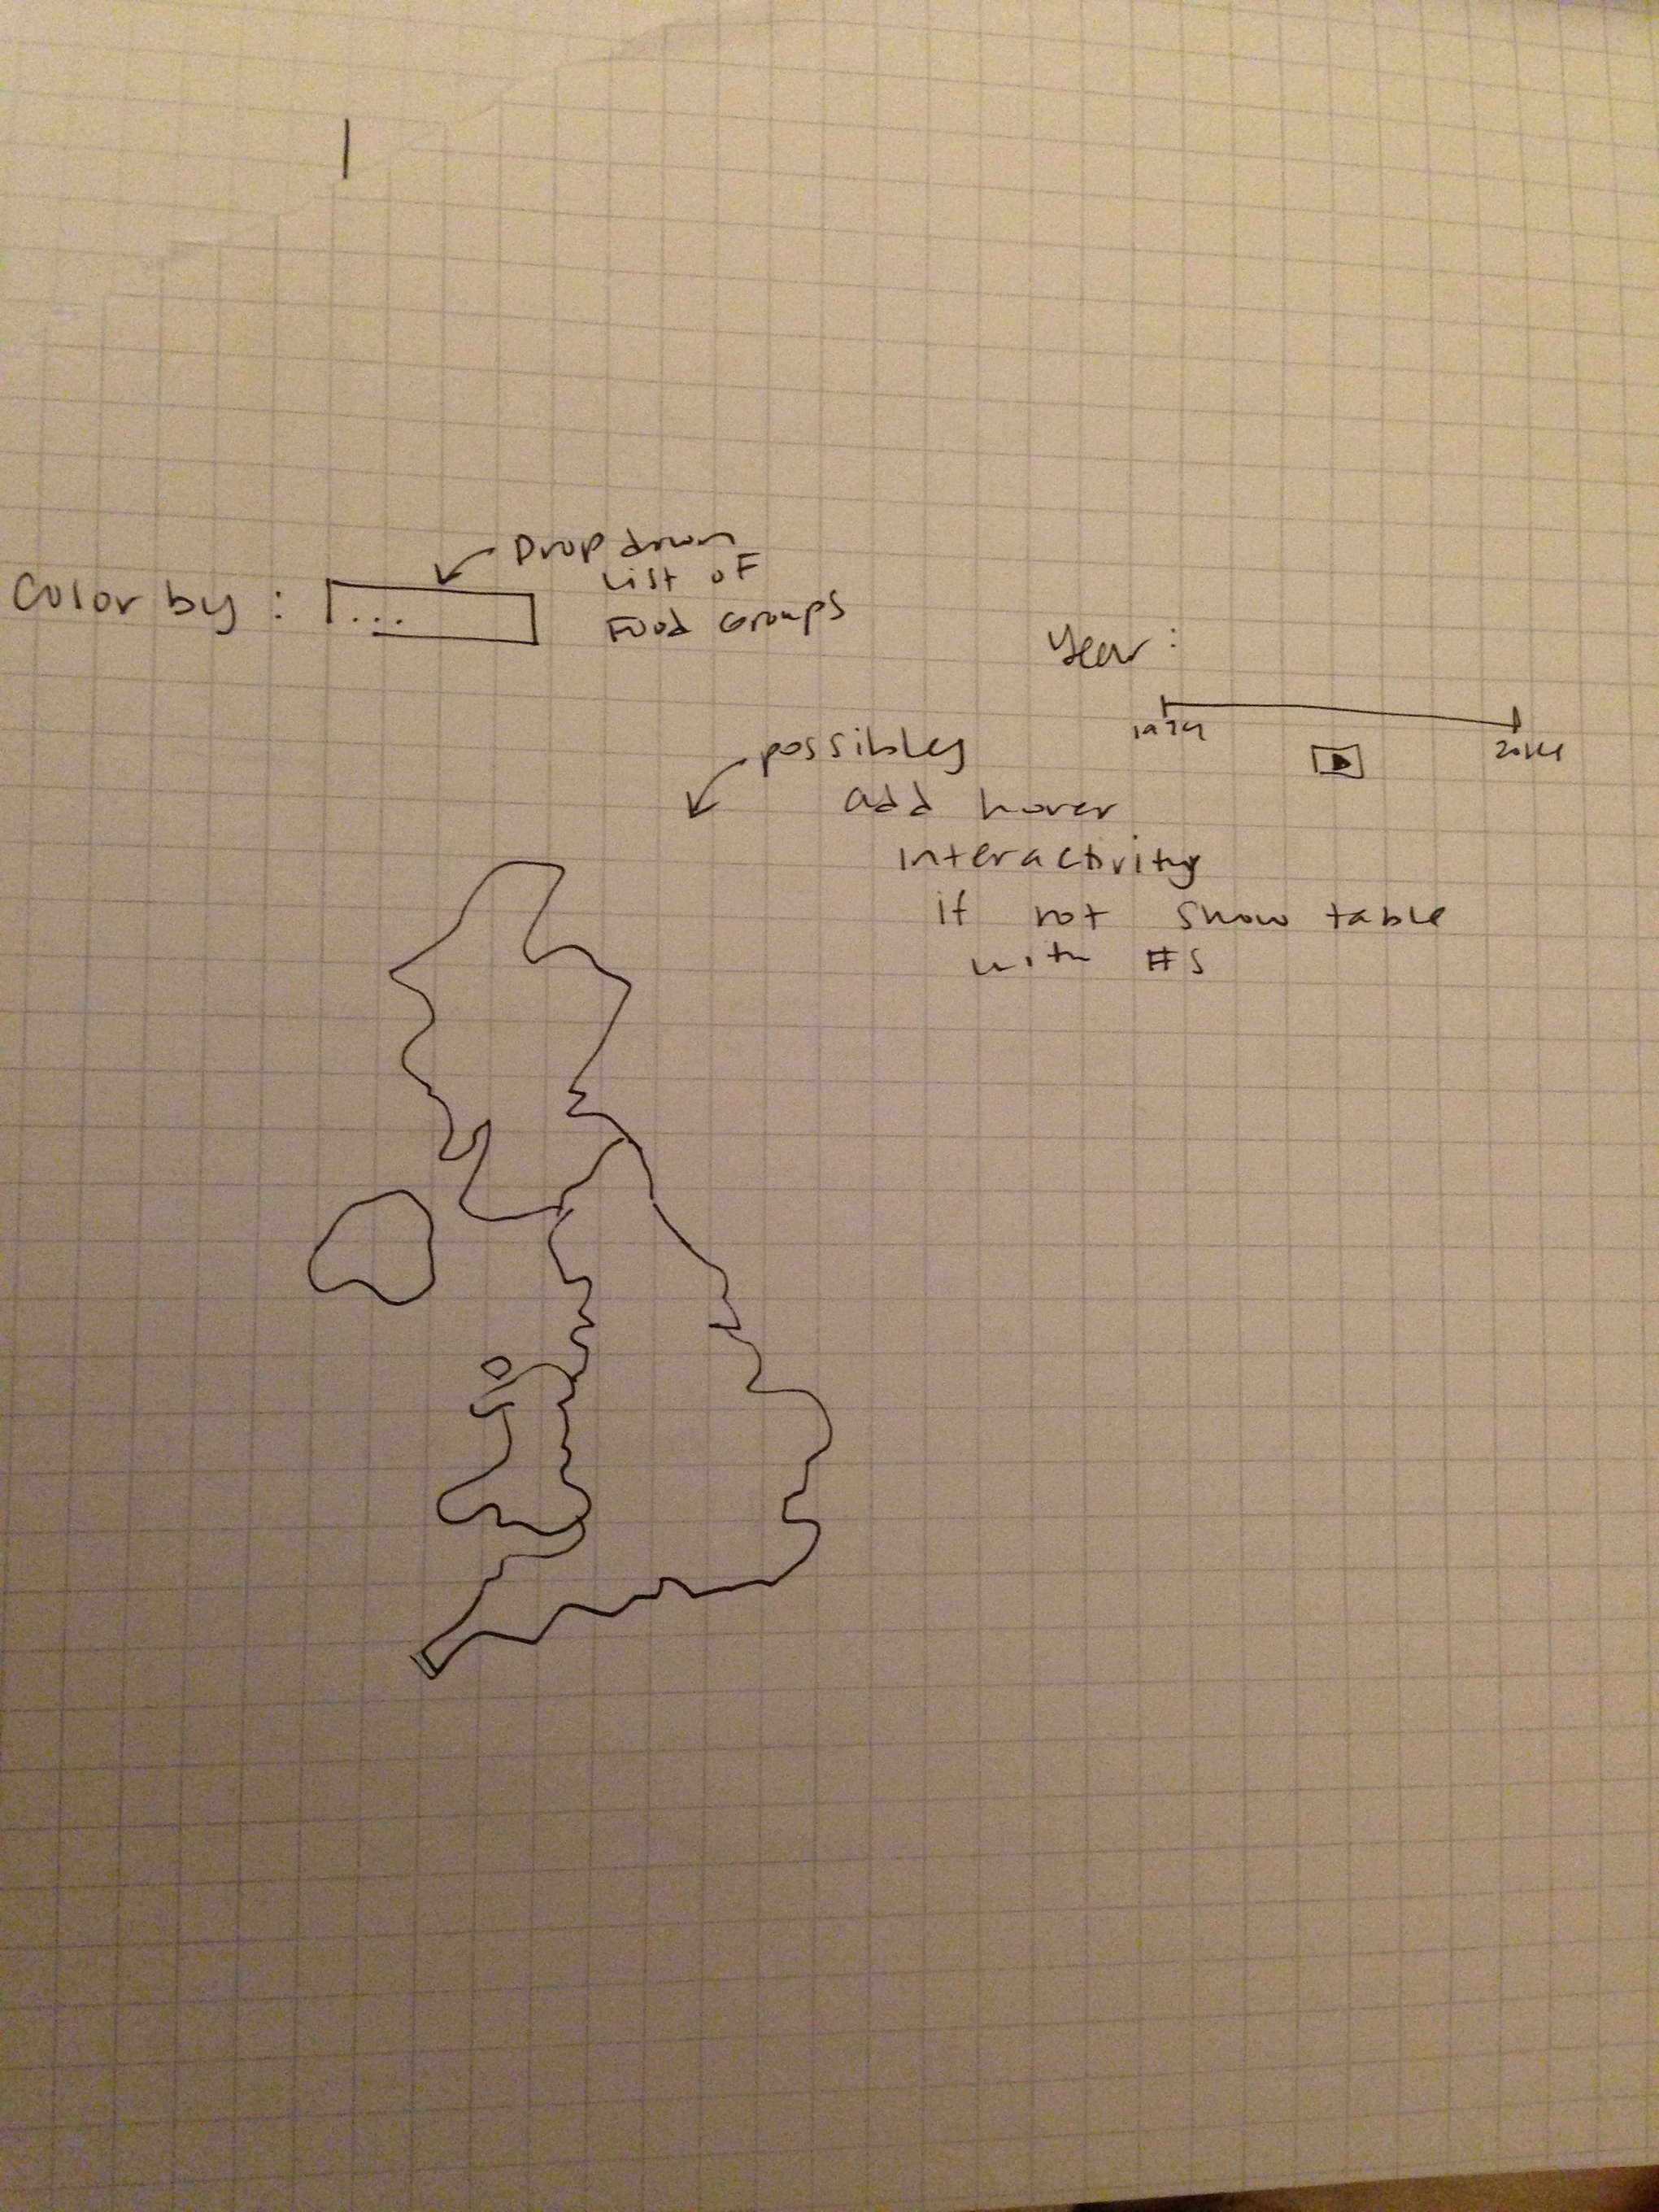 1
Color by : ...
Drop down
list of
Food Groups
Year :
1974
2014
possibly
add hover
interactivity
if not show table
with #s